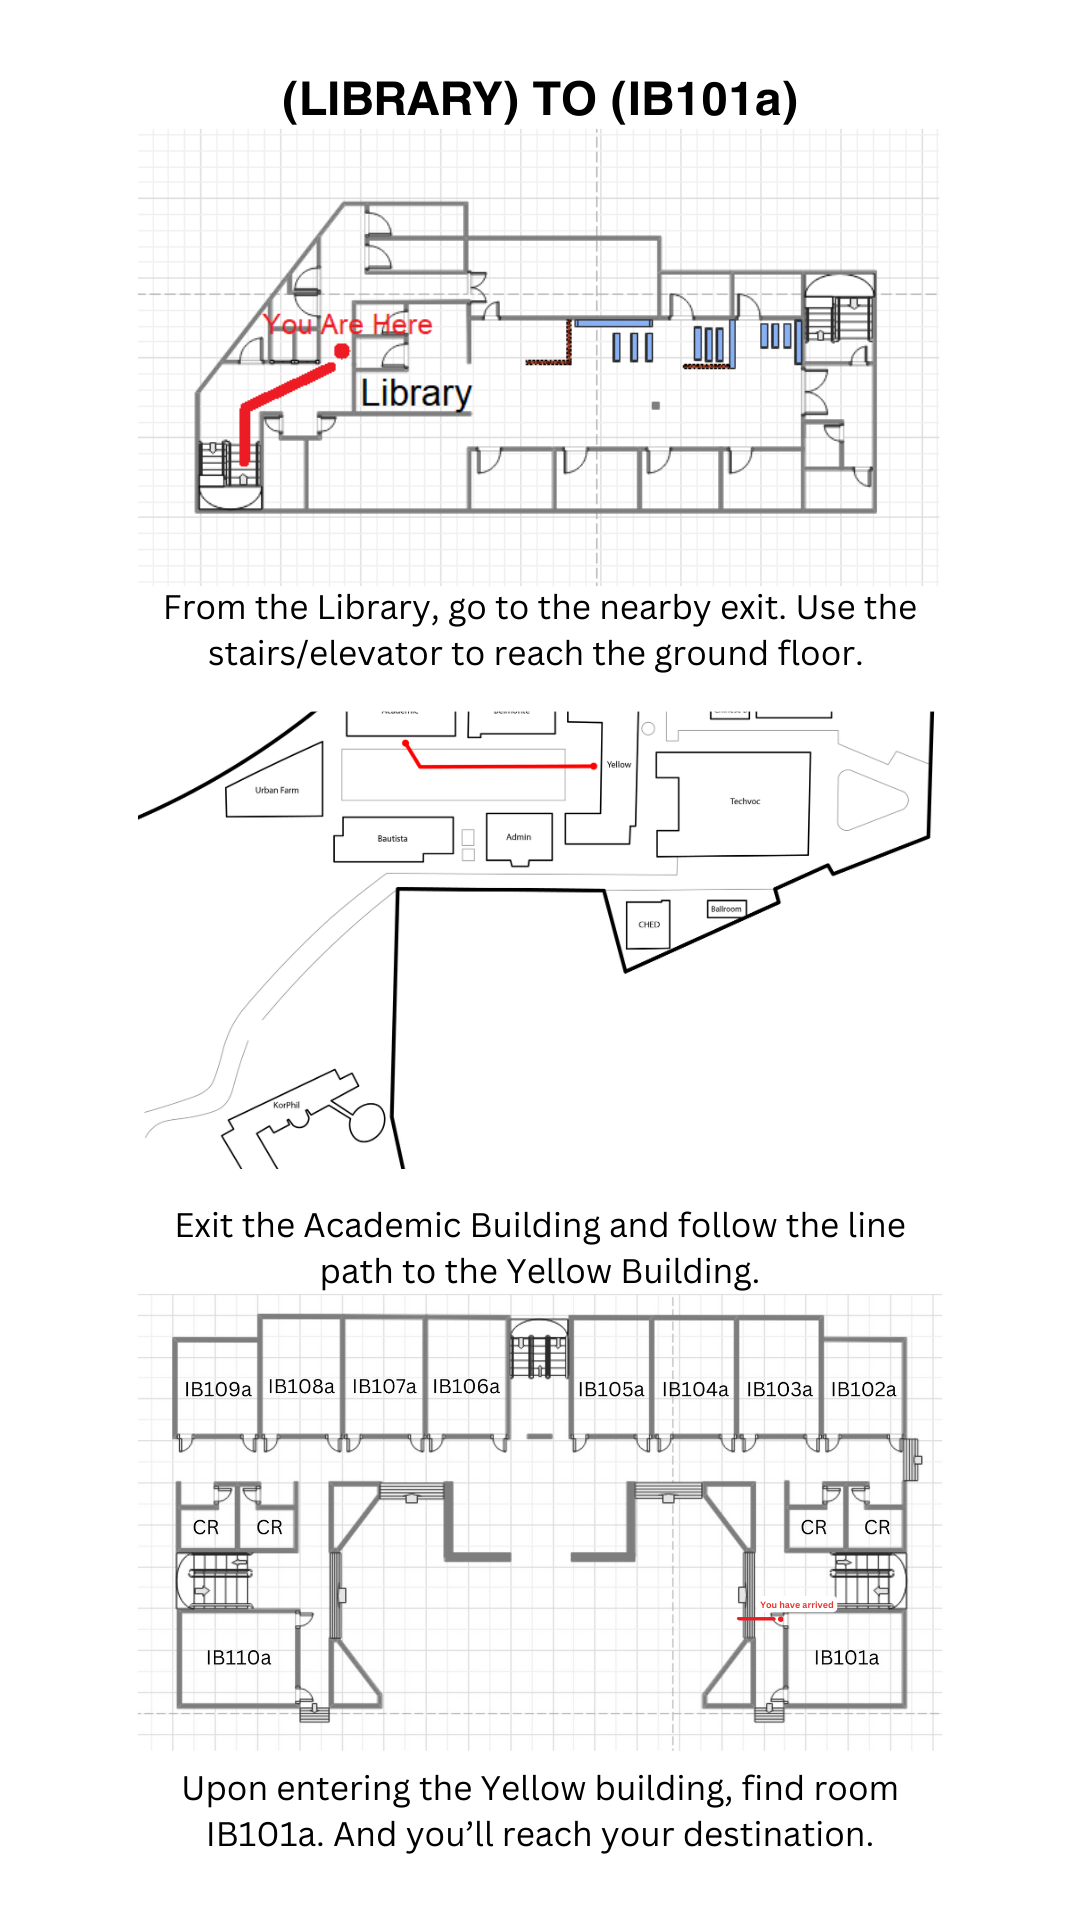 (LIBRARY) TO (IB101a)
You Are Here
Library
From the Library, go to the nearby exit. Use the
stairs/elevator to reach the ground floor.
Academic
Belmonte
Yellow
Urban Farm
Techvoc
Bautista
Admin
CHED
Ballroom
KorPhil
Exit the Academic Building and follow the line
path to the Yellow Building.
IB109a
IB108a
IB107a
IB106a
IB105a
IB104a
IB103a
IB102a
CR
CR
CR
CR
You have arrived
IB110a
IB101a
Upon entering the Yellow building, find room
IB101a. And you’ll reach your destination.